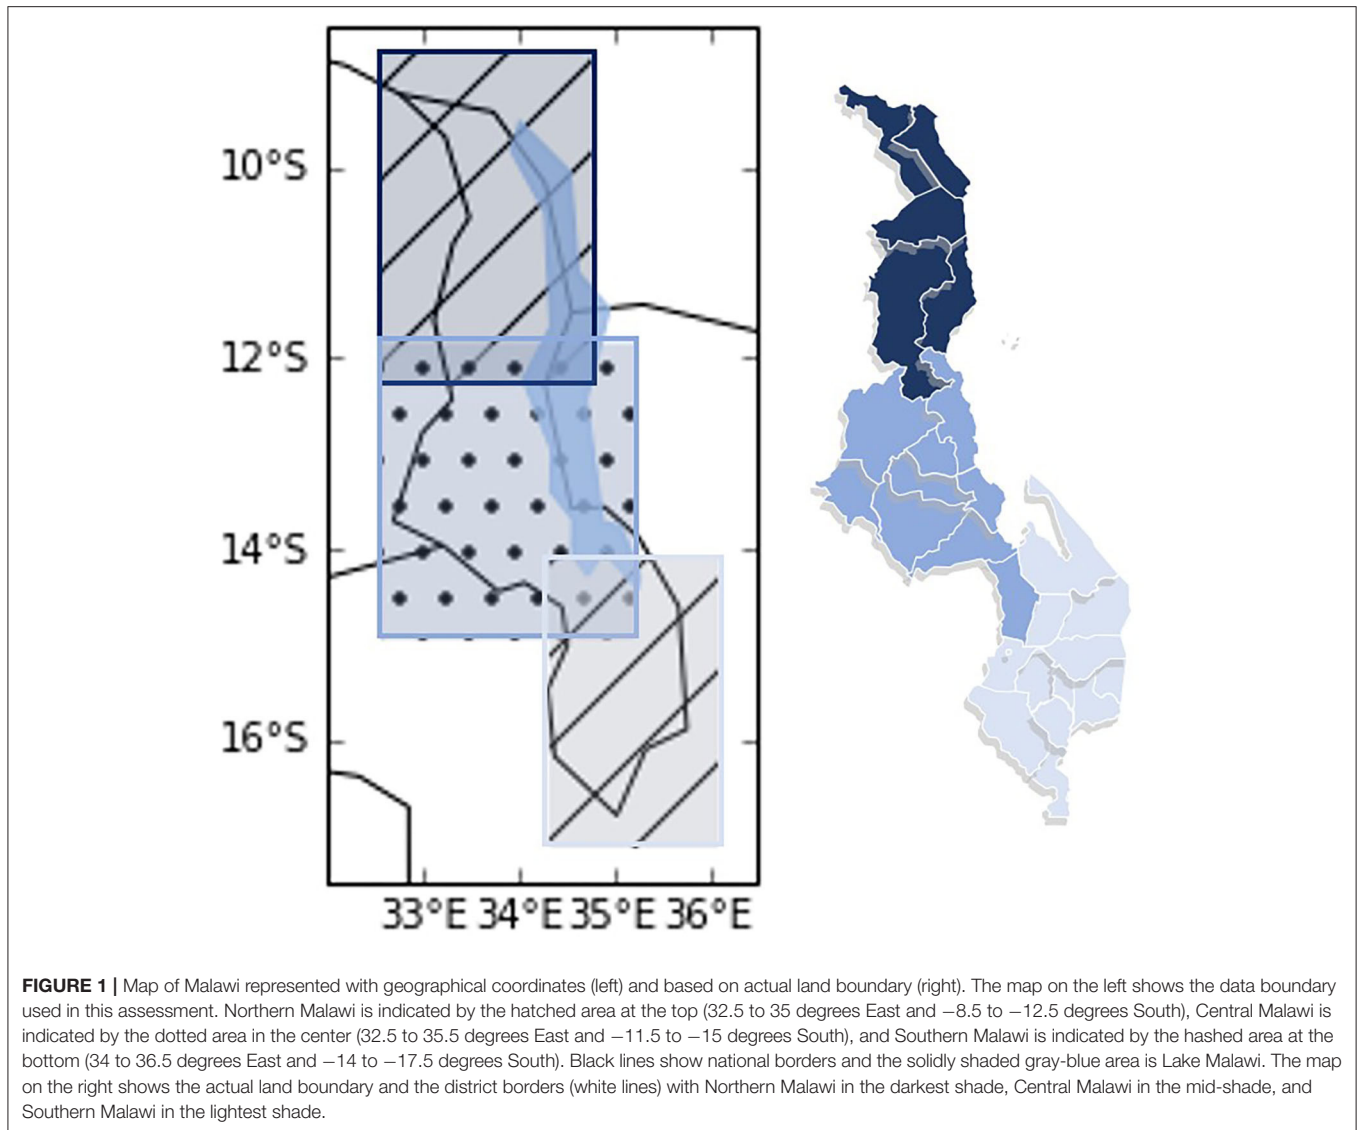 10°S
12°S
14°S
16°S
33°E 34°E 35°E 36°E
FIGURE 1 | Map of Malawi represented with geographical coordinates (left) and based on actual land boundary (right). The map on the left shows the data boundary
used in this assessment. Northern Malawi is indicated by the hatched area at the top (32.5 to 35 degrees East and −8.5 to −12.5 degrees South), Central Malawi is
indicated by the dotted area in the center (32.5 to 35.5 degrees East and −11.5 to −15 degrees South), and Southern Malawi is indicated by the hashed area at the
bottom (34 to 36.5 degrees East and −14 to −17.5 degrees South). Black lines show national borders and the solidly shaded gray-blue area is Lake Malawi. The map
on the right shows the actual land boundary and the district borders (white lines) with Northern Malawi in the darkest shade, Central Malawi in the mid-shade, and
Southern Malawi in the lightest shade.